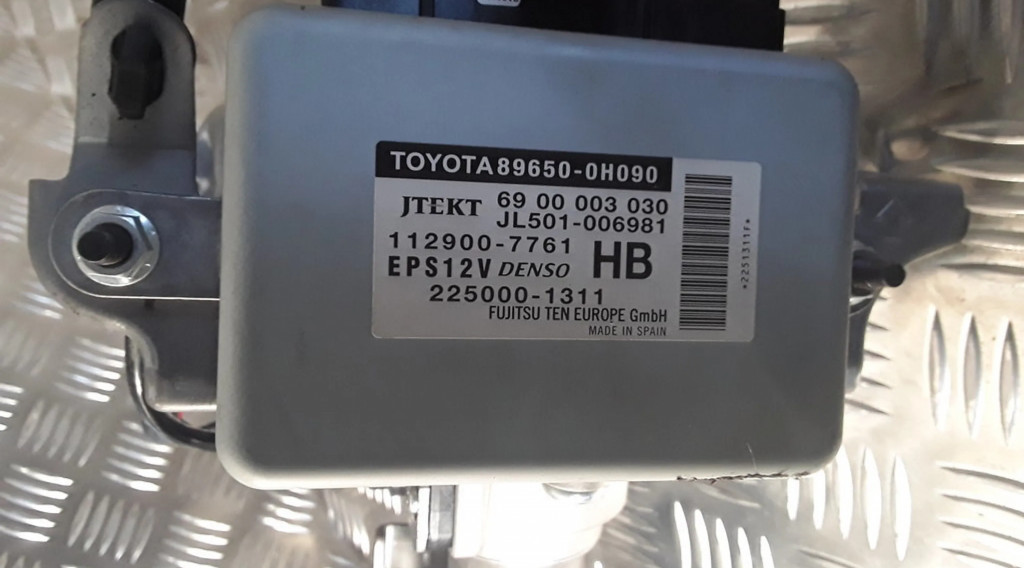 TOYOTA 89650-0H090
JTEKT 69 00 003 030
JL501-006981
112900-7761 HB
EPS12V DENSO
225000-1311
FUJITSU TEN EUROPE GmbH
MADE IN SPAIN
*2251311F*